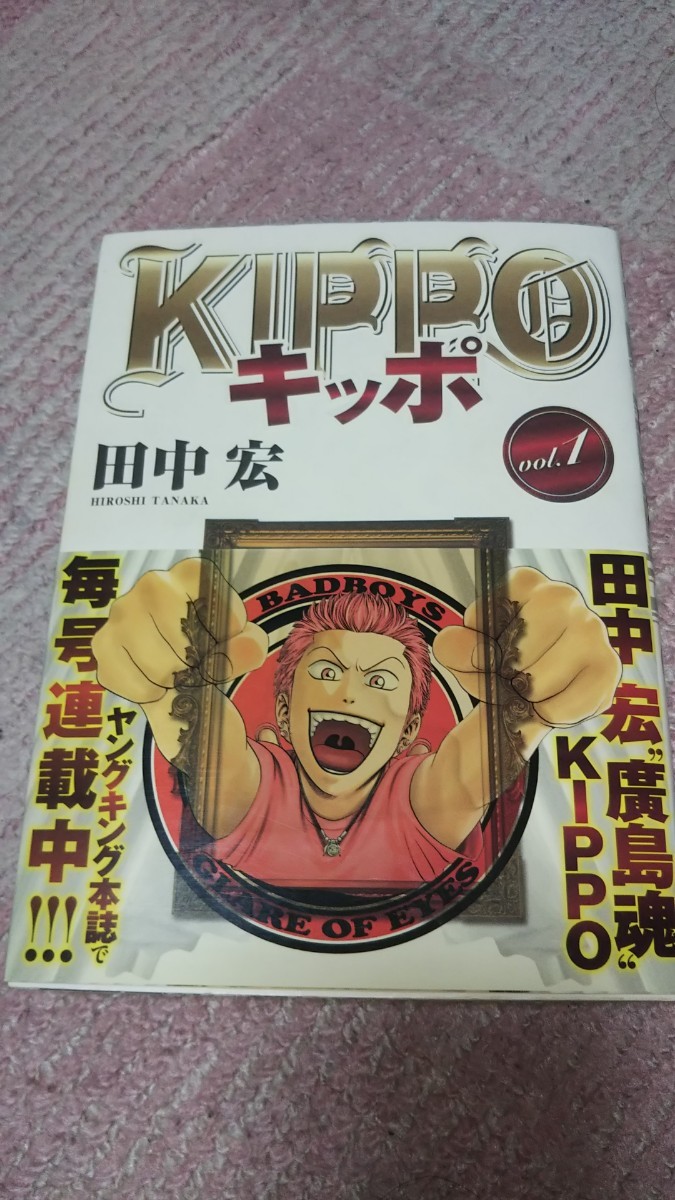 KIPPO
キッポ
vol.1
田中 宏
HIROSHI TANAKA
田中 宏”廣島魂“
KIPPO
BADBOYS
GLARE OF EYES
ヤングキング本誌で
毎号連載中!!!